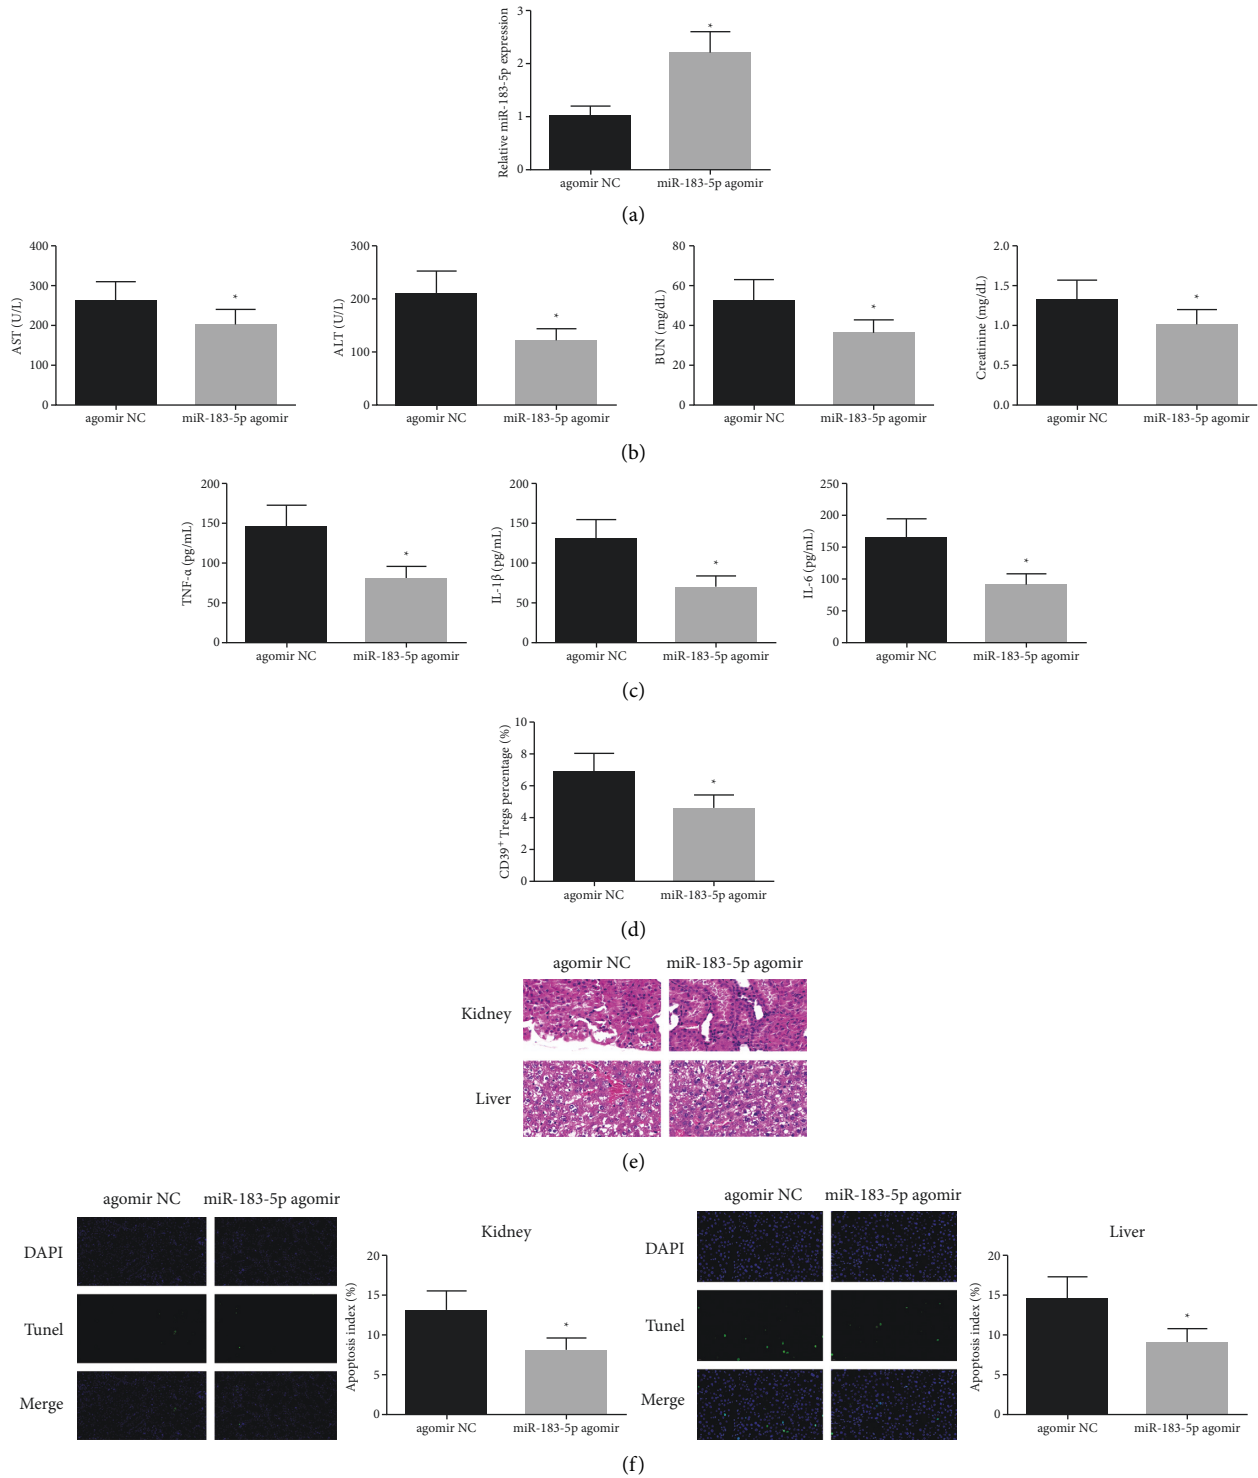 Relative miR-183-5p expression
3
2
1
0
*
agomir NC miR-183-5p agomir
(a)
AST (U/L)
400
300
200
100
0
*
agomir NC miR-183-5p agomir
ALT (U/L)
300
200
100
0
*
agomir NC miR-183-5p agomir
BUN (mg/dL)
80
60
40
20
0
*
agomir NC miR-183-5p agomir
Creatinine (mg/dL)
2.0
1.5
1.0
0.5
0.0
*
agomir NC miR-183-5p agomir
(b)
TNF-α (pg/mL)
200
150
100
50
0
*
agomir NC miR-183-5p agomir
IL-1β (pg/mL)
200
150
100
50
0
*
agomir NC miR-183-5p agomir
IL-6 (pg/mL)
250
200
150
100
50
0
*
agomir NC miR-183-5p agomir
(c)
CD39⁺ Tregs percentage (%)
10
8
6
4
2
0
*
agomir NC miR-183-5p agomir
(d)
agomir NC miR-183-5p agomir
Kidney
Liver
(e)
agomir NC miR-183-5p agomir
DAPI
Tunel
Merge
Kidney
Apoptosis index (%)
20
15
10
5
0
*
agomir NC miR-183-5p agomir
agomir NC miR-183-5p agomir
DAPI
Tunel
Merge
Liver
Apoptosis index (%)
20
15
10
5
0
*
agomir NC miR-183-5p agomir
(f)